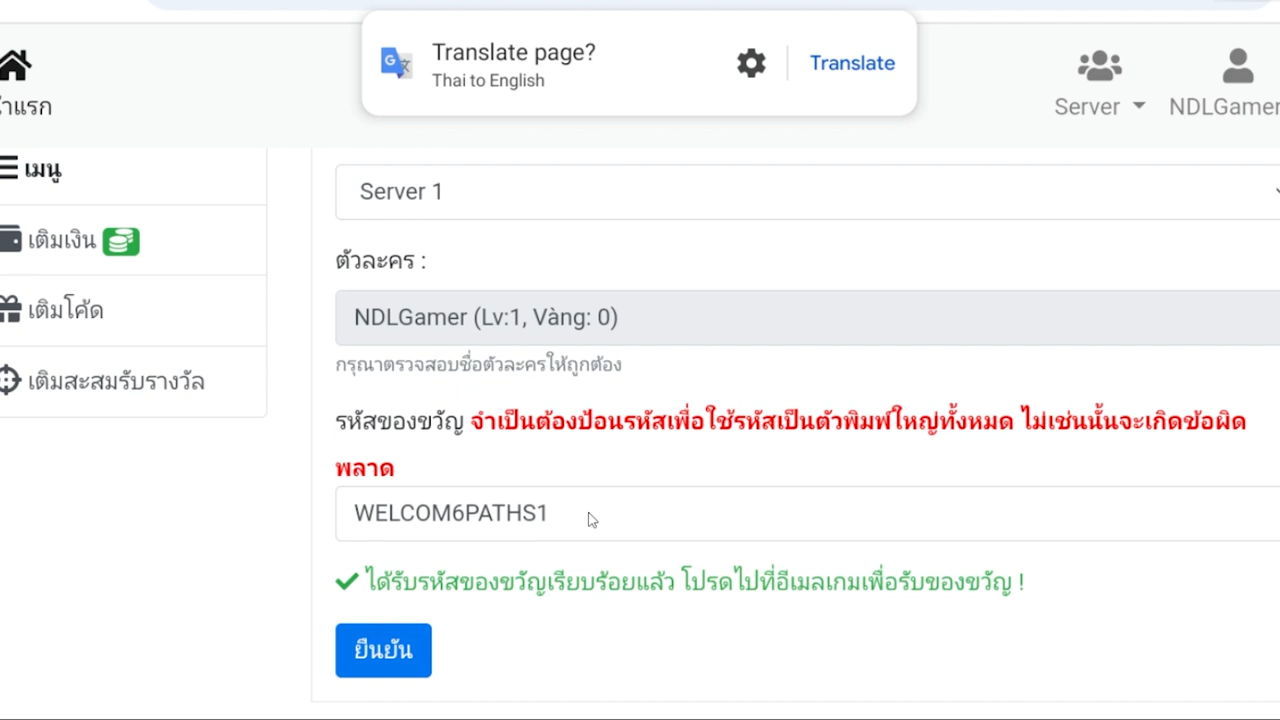 Translate page?
Thai to English
Translate
Server
NDLGamer
เมนู
เติมเงิน
เติมโค้ด
เติมสะสมรับรางวัล
Server 1
ตัวละคร :
NDLGamer (Lv:1, Vàng: 0)
กรุณาตรวจสอบชื่อตัวละครให้ถูกต้อง
รหัสของขวัญ จำเป็นต้องป้อนรหัสเพื่อใช้รหัสเป็นตัวพิมพ์ใหญ่ทั้งหมด ไม่เช่นนั้นจะเกิดข้อผิด
พลาด
WELCOM6PATHS1
ได้รับรหัสของขวัญเรียบร้อยแล้ว โปรดไปที่อีเมลเกมเพื่อรับของขวัญ !
ยืนยัน